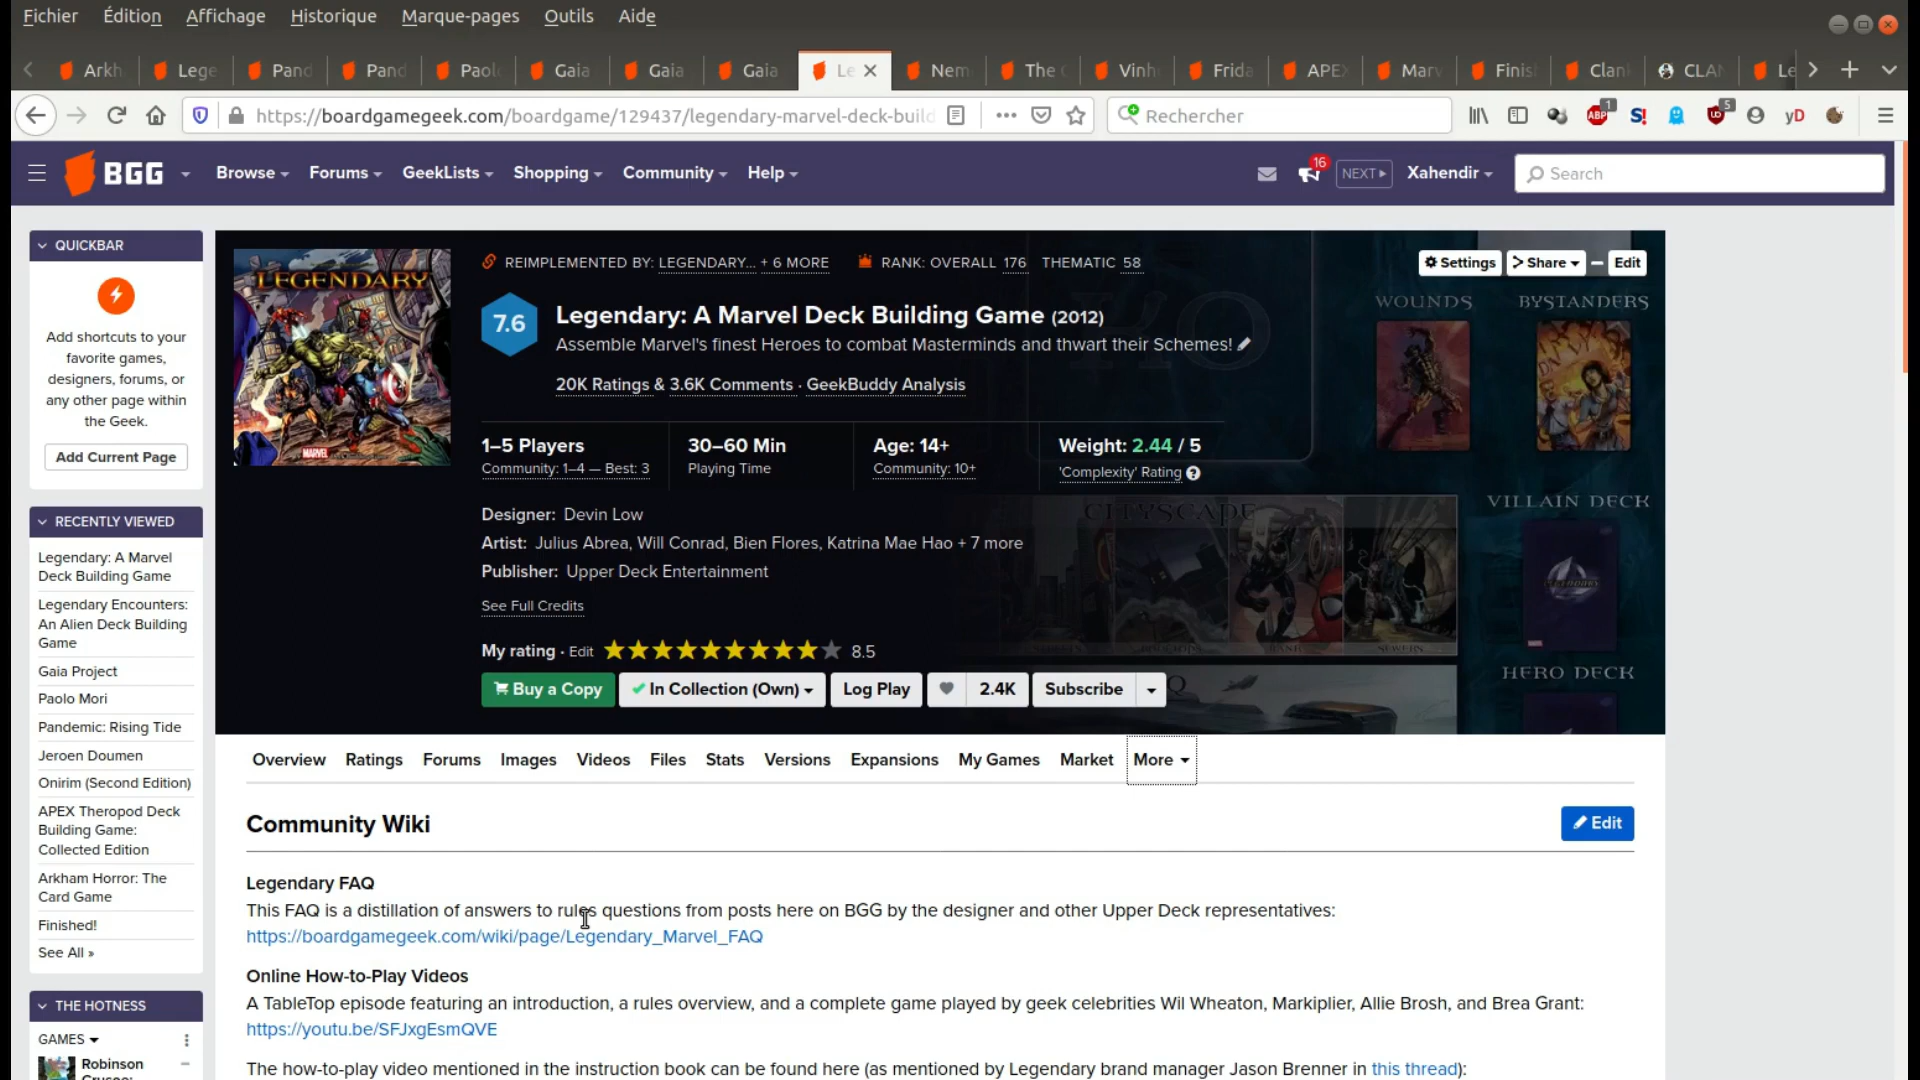 Fichier Édition Affichage Historique Marque-pages Outils Aide
Arkh Lege Pand Pand Paol Gaia Gaia Gaia Le Nem The Vinh Frida APEX Marv Finis Clan CLAN Le
https://boardgamegeek.com/boardgame/129437/legendary-marvel-deck-build
Rechercher
ABP 1 S! 5 yD
BGG Browse Forums GeekLists Shopping Community Help 16 NEXT Xahendir Search
QUICKBAR
Add shortcuts to your
favorite games,
designers, forums, or
any other page within
the Geek.
Add Current Page
RECENTLY VIEWED
Legendary: A Marvel
Deck Building Game
Legendary Encounters:
An Alien Deck Building
Game
Gaia Project
Paolo Mori
Pandemic: Rising Tide
Jeroen Doumen
Onirim (Second Edition)
APEX Theropod Deck
Building Game:
Collected Edition
Arkham Horror: The
Card Game
Finished!
See All »
THE HOTNESS
GAMES
Robinson
Crusoe:
LEGENDARY
MARVEL
REIMPLEMENTED BY: LEGENDARY... + 6 MORE RANK: OVERALL 176 THEMATIC 58
Settings Share Edit
7.6
Legendary: A Marvel Deck Building Game (2012)
Assemble Marvel's finest Heroes to combat Masterminds and thwart their Schemes!
20K Ratings & 3.6K Comments · GeekBuddy Analysis
1–5 Players
Community: 1–4 — Best: 3
30–60 Min
Playing Time
Age: 14+
Community: 10+
Weight: 2.44 / 5
'Complexity' Rating
Designer: Devin Low
Artist: Julius Abrea, Will Conrad, Bien Flores, Katrina Mae Hao + 7 more
Publisher: Upper Deck Entertainment
See Full Credits
My rating · Edit 8.5
Buy a Copy In Collection (Own) Log Play 2.4K Subscribe
WOUNDS BYSTANDERS
CITYSCAPE
VILLAIN DECK
LEGENDARY
BANK SEWERS
HERO DECK
Overview Ratings Forums Images Videos Files Stats Versions Expansions My Games Market More
Community Wiki
Edit
Legendary FAQ
This FAQ is a distillation of answers to rules questions from posts here on BGG by the designer and other Upper Deck representatives:
https://boardgamegeek.com/wiki/page/Legendary_Marvel_FAQ
Online How-to-Play Videos
A TableTop episode featuring an introduction, a rules overview, and a complete game played by geek celebrities Wil Wheaton, Markiplier, Allie Brosh, and Brea Grant:
https://youtu.be/SFJxgEsmQVE
The how-to-play video mentioned in the instruction book can be found here (as mentioned by Legendary brand manager Jason Brenner in this thread):